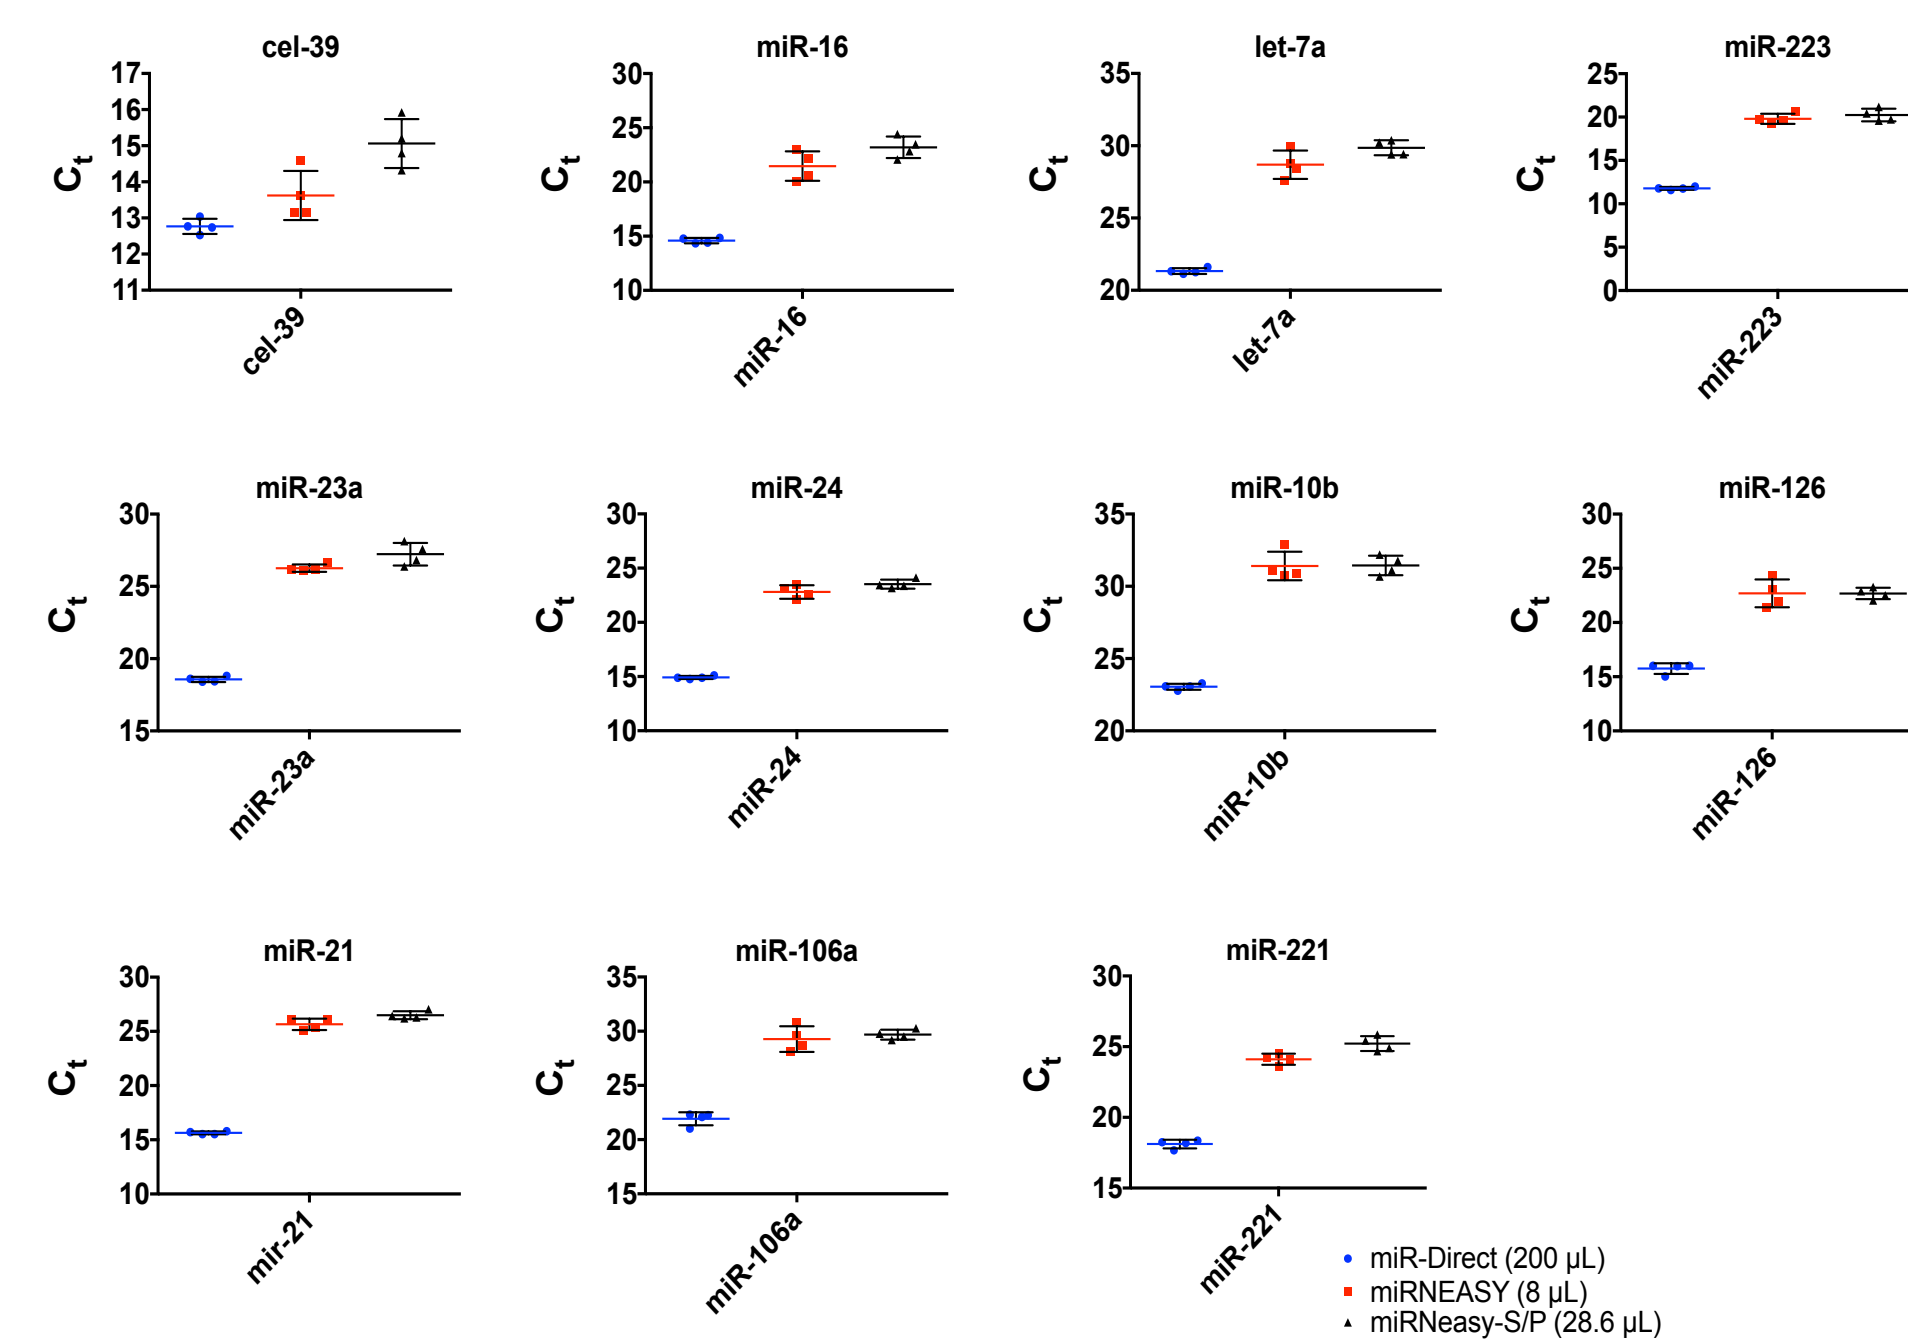 cel-39
17
16
15
14
13
12
11
Ct
cel-39
miR-16
30
25
20
15
10
Ct
miR-16
let-7a
35
30
25
20
Ct
let-7a
miR-223
25
20
15
10
5
0
Ct
miR-223
miR-23a
30
25
20
15
Ct
miR-23a
miR-24
30
25
20
15
10
Ct
miR-24
miR-10b
35
30
25
20
Ct
miR-10b
miR-126
30
25
20
15
10
Ct
miR-126
miR-21
30
25
20
15
10
Ct
mir-21
miR-106a
35
30
25
20
15
Ct
miR-106a
miR-221
30
25
20
15
Ct
miR-221
miR-Direct (200 µL)
miRNEASY (8 µL)
miRNeasy-S/P (28.6 µL)